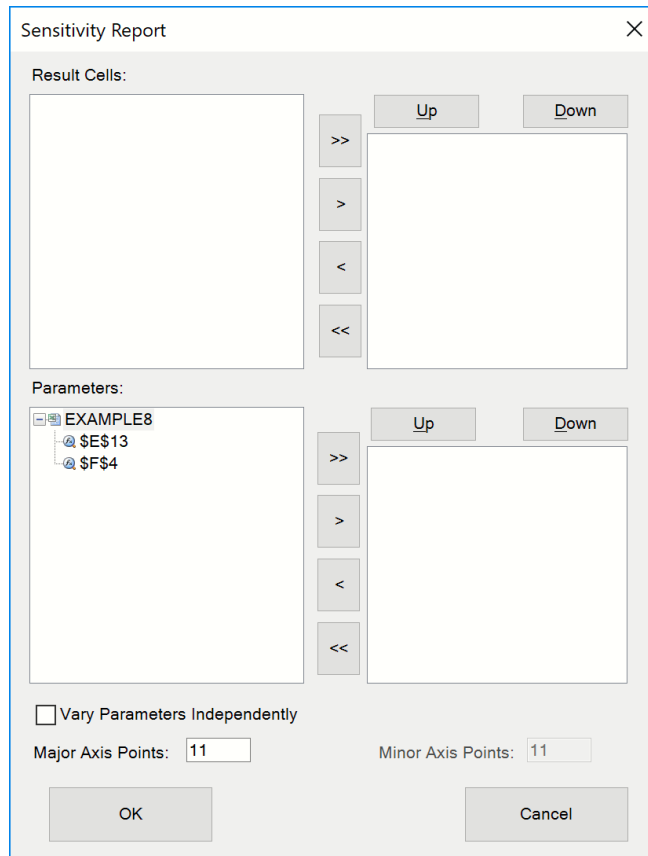 Sensitivity Report
Result Cells:
Up Down
>>
>
<
<<
Parameters:
EXAMPLE8
$E$13
$F$4
Up Down
>>
>
<
<<
Vary Parameters Independently
Major Axis Points: 11 Minor Axis Points: 11
OK Cancel